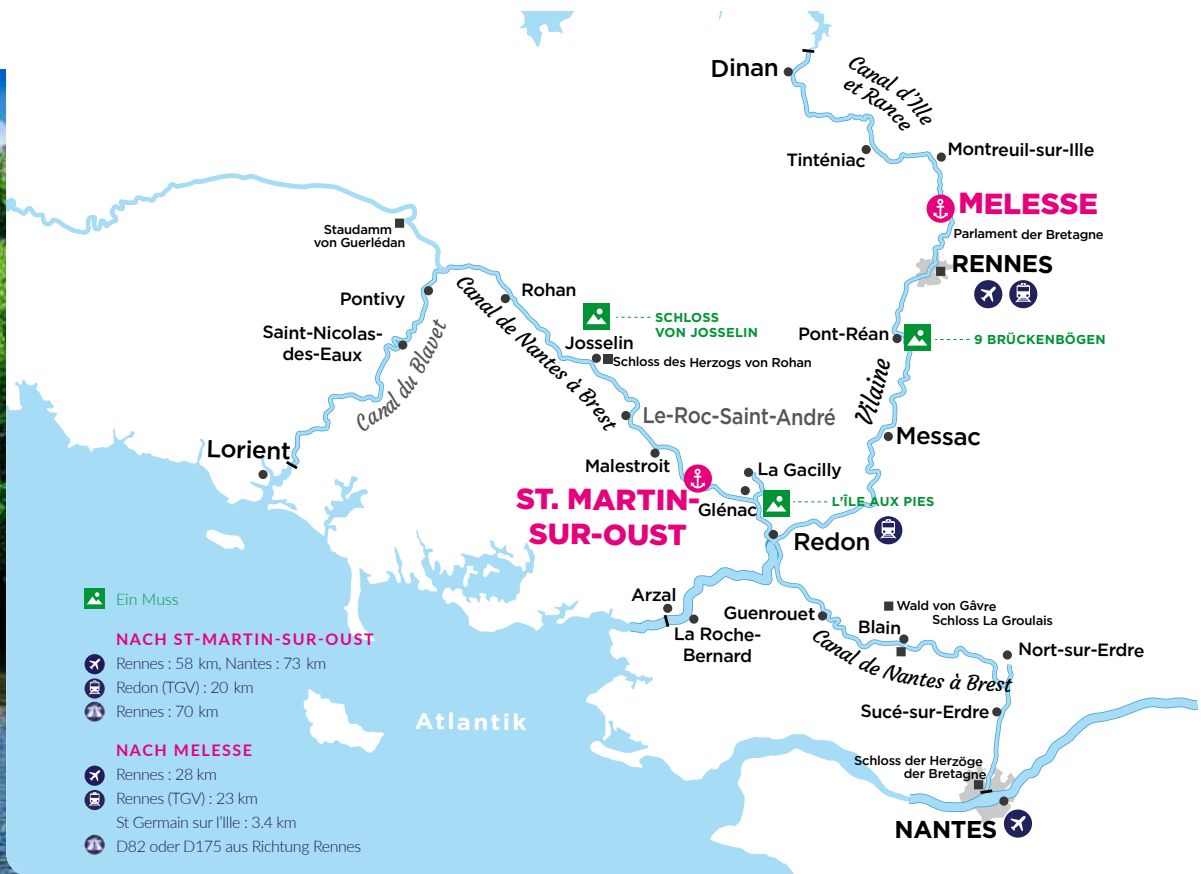 Dinan
Canal d'Ille
et Rance
Tinténiac
Montreuil-sur-Ille
MELESSE
Parlament der Bretagne
RENNES
Staudamm
von Guerlédan
Pontivy
Rohan
SCHLOSS
VON JOSSELIN
Saint-Nicolas-
des-Eaux
Josselin
Schloss des Herzogs von Rohan
Pont-Réan
9 BRÜCKENBÖGEN
Canal du Blavet
Canal de Nantes à Brest
Vilaine
Le-Roc-Saint-André
Messac
Lorient
Malestroit
La Gacilly
ST. MARTIN-
SUR-OUST
Glénac
L'ÎLE AUX PIES
Redon
Arzal
La Roche-
Bernard
Guenrouet
Wald von Gâvre
Schloss La Groulais
Blain
Nort-sur-Erdre
Canal de Nantes à Brest
Sucé-sur-Erdre
Atlantik
Schloss der Herzöge
der Bretagne
NANTES
Ein Muss
NACH ST-MARTIN-SUR-OUST
Rennes : 58 km, Nantes : 73 km
Redon (TGV) : 20 km
Rennes : 70 km
NACH MELESSE
Rennes : 28 km
Rennes (TGV) : 23 km
St Germain sur l'Ille : 3.4 km
D82 oder D175 aus Richtung Rennes